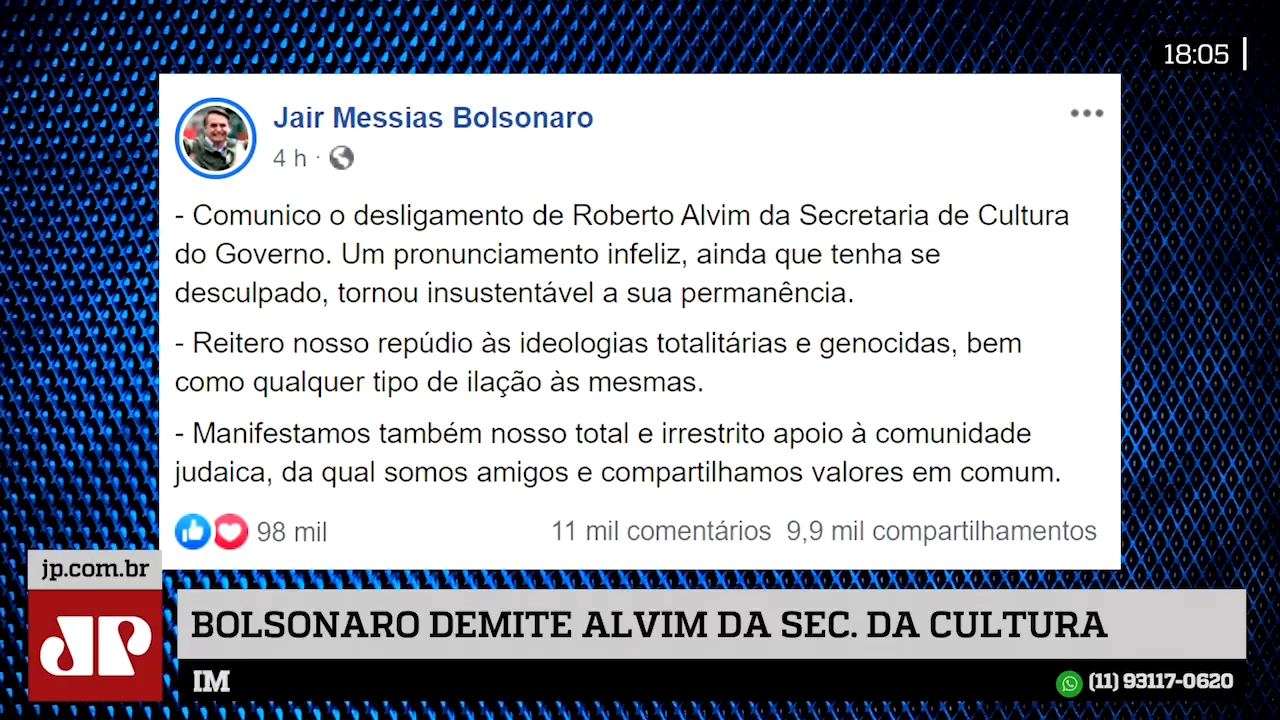 18:05
Jair Messias Bolsonaro
4 h ·
- Comunico o desligamento de Roberto Alvim da Secretaria de Cultura
do Governo. Um pronunciamento infeliz, ainda que tenha se
desculpado, tornou insustentável a sua permanência.
- Reitero nosso repúdio às ideologias totalitárias e genocidas, bem
como qualquer tipo de ilação às mesmas.
- Manifestamos também nosso total e irrestrito apoio à comunidade
judaica, da qual somos amigos e compartilhamos valores em comum.
98 mil 11 mil comentários 9,9 mil compartilhamentos
jp.com.br
JP
BOLSONARO DEMITE ALVIM DA SEC. DA CULTURA
IM (11) 93117-0620